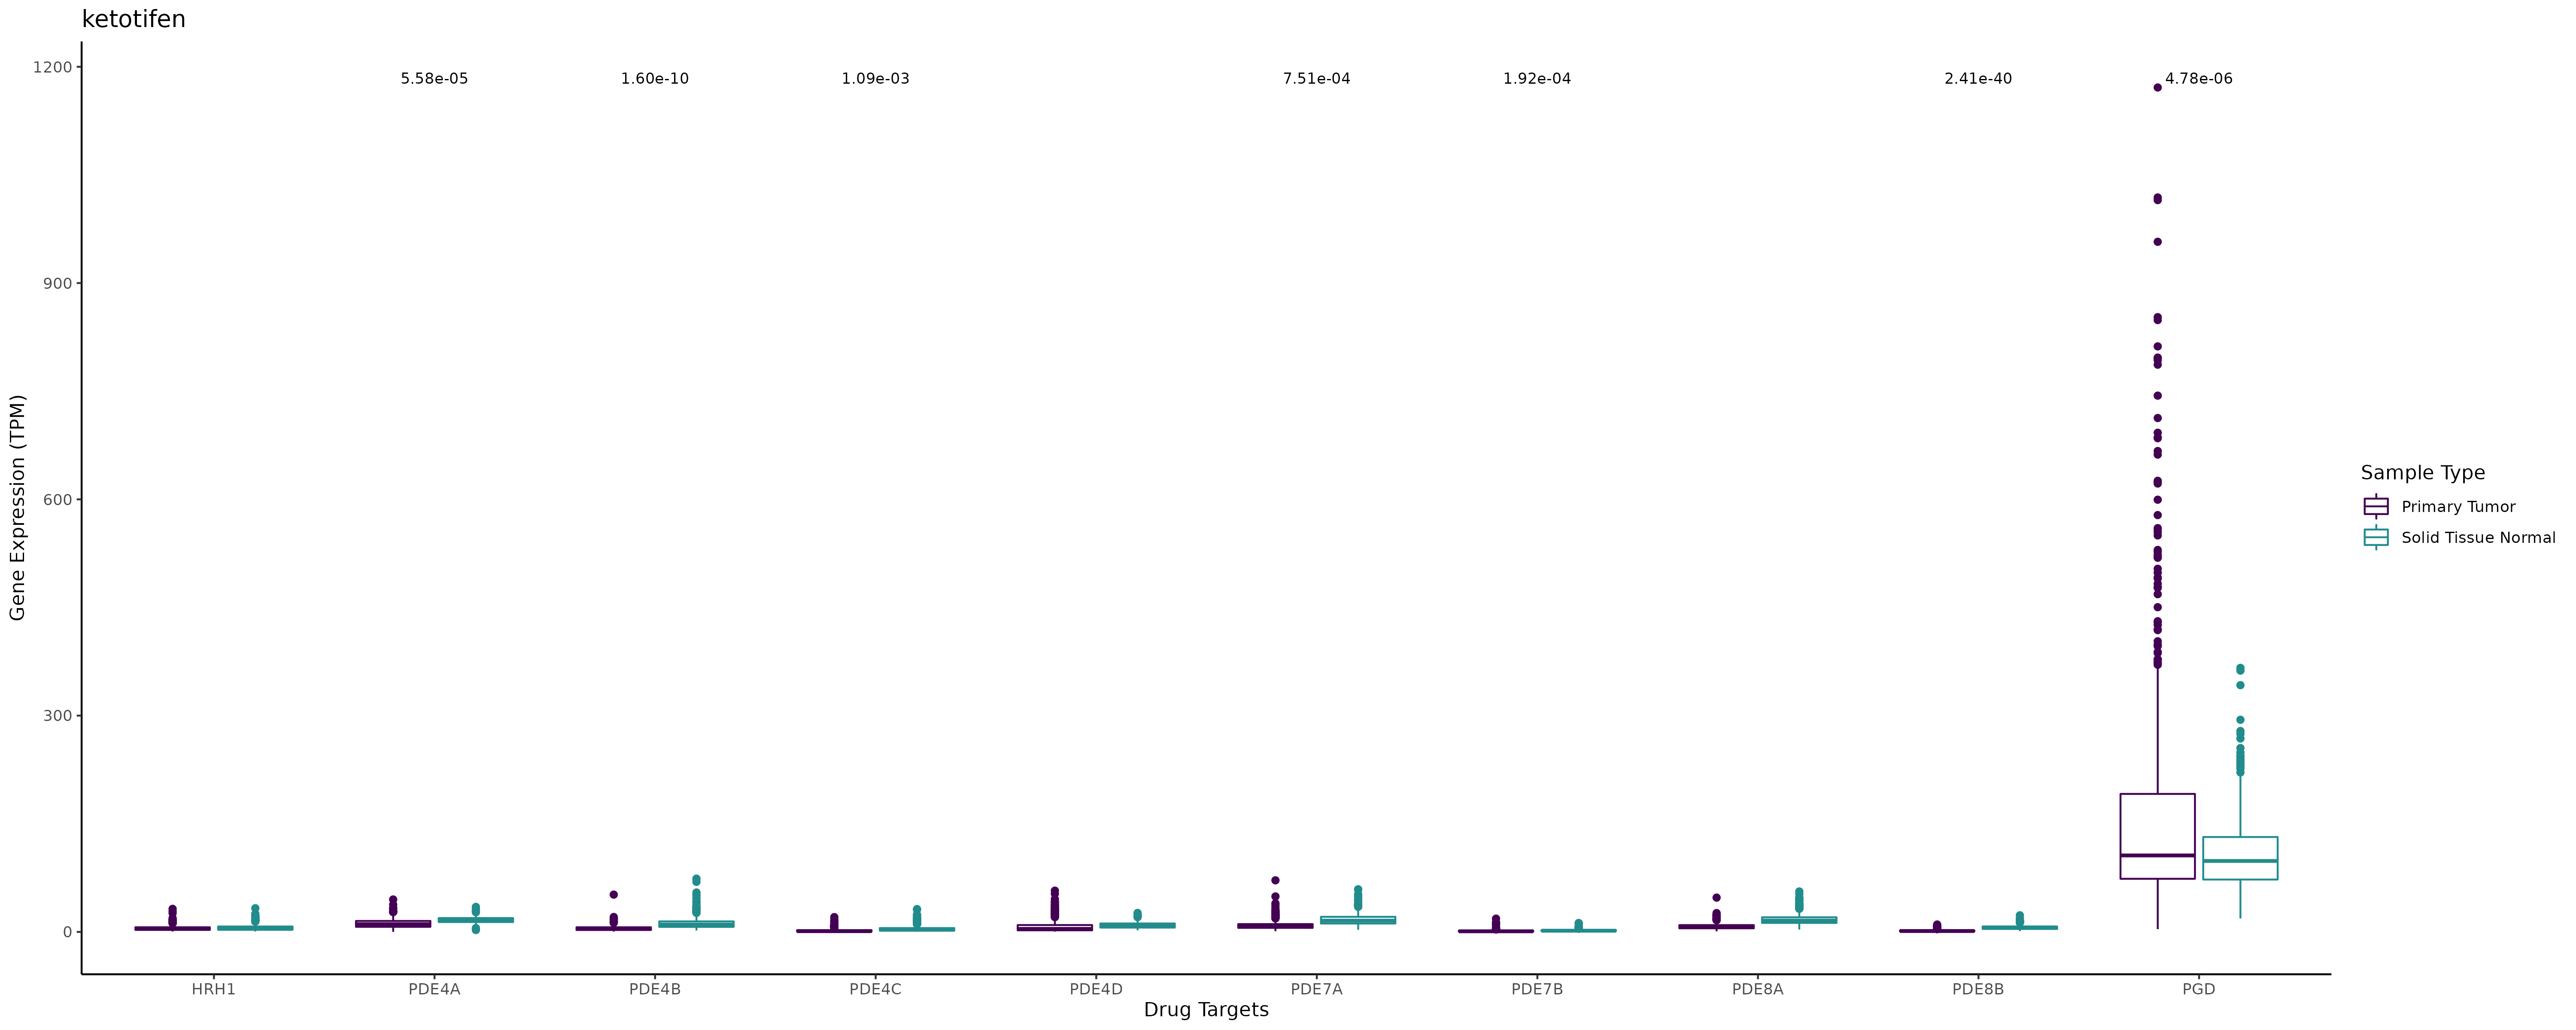 ketotifen
1200
900
600
300
0
Gene Expression (TPM)
5.58e-05
1.60e-10
1.09e-03
7.51e-04
1.92e-04
2.41e-40
4.78e-06
HRH1
PDE4A
PDE4B
PDE4C
PDE4D
PDE7A
PDE7B
PDE8A
PDE8B
PGD
Drug Targets
Sample Type
Primary Tumor
Solid Tissue Normal